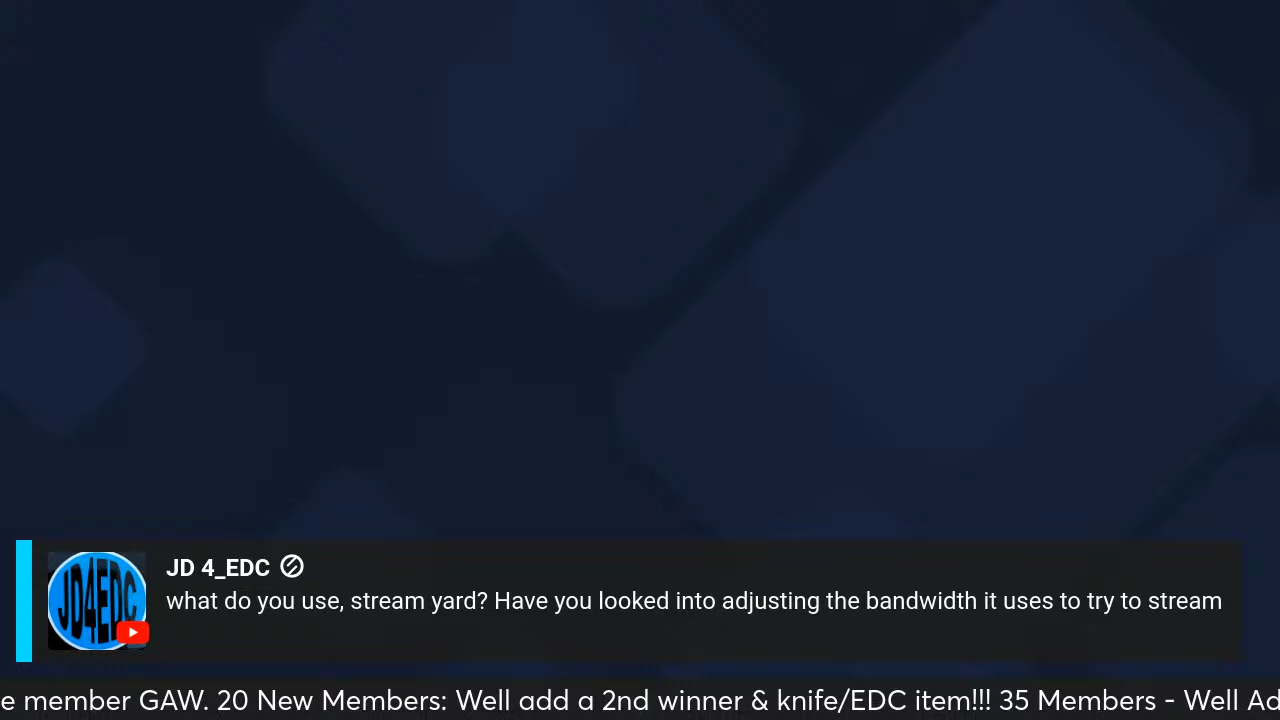 JD 4_EDC
JD4EDC what do you use, stream yard? Have you looked into adjusting the bandwidth it uses to try to stream
e member GAW. 20 New Members: Well add a 2nd winner & knife/EDC item!!! 35 Members - Well Ad